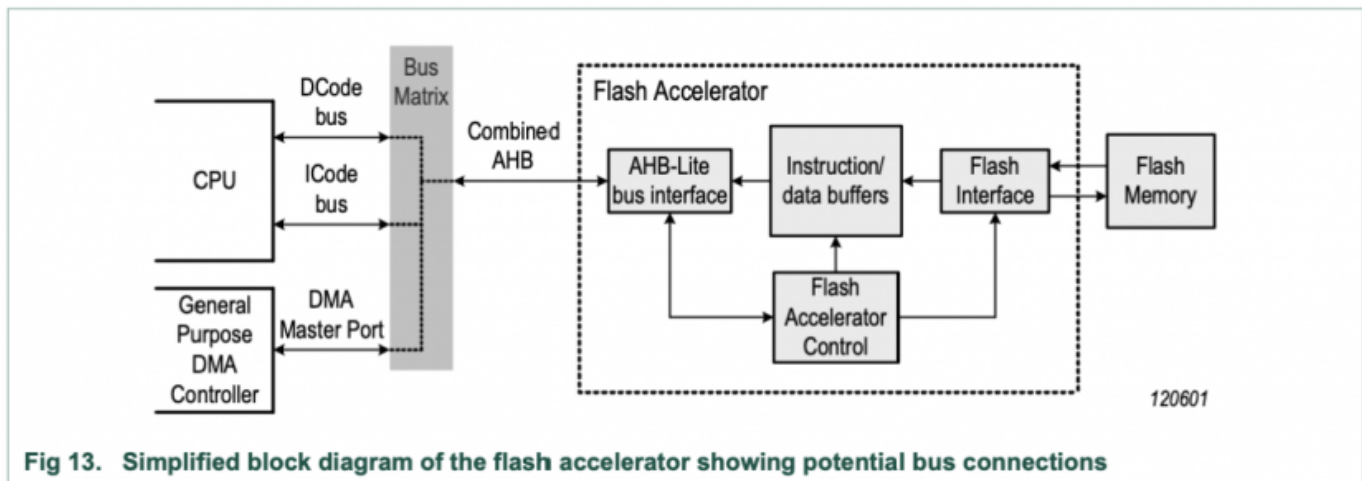 DCode
bus
Bus
Matrix
CPU
ICode
bus
Combined
AHB
General
Purpose
DMA
Controller
DMA
Master Port
Flash Accelerator
AHB-Lite
bus interface
Instruction/
data buffers
Flash
Interface
Flash
Memory
Flash
Accelerator
Control
120601
Fig 13. Simplified block diagram of the flash accelerator showing potential bus connections